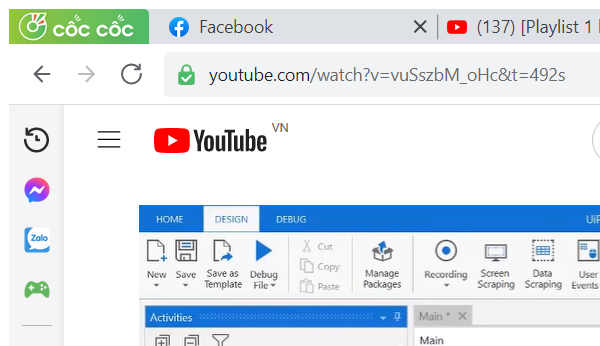 cốc cốc
Facebook
(137) [Playlist 1
youtube.com/watch?v=vuSszbM_oHc&t=492s
YouTube VN
Zalo
HOME DESIGN DEBUG
New Save Save as Template Debug File Cut Copy Paste Manage Packages Recording Screen Scraping Data Scraping User Events
Activities
Main *
Main